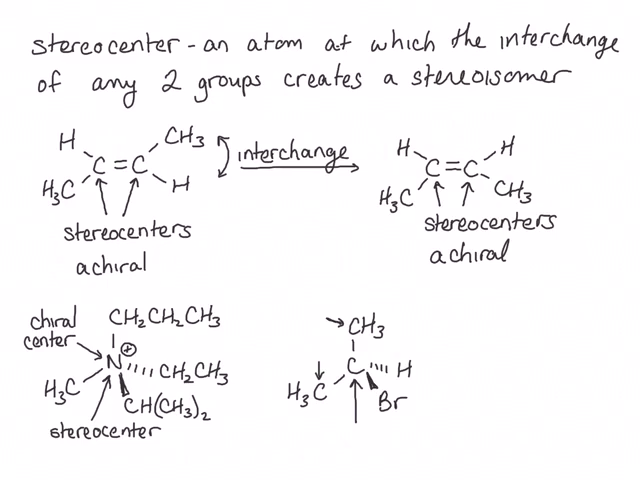 stereocenter - an atom at which the interchange
of any 2 groups creates a stereoisomer
H CH₃ interchange H H
C = C C = C
H₃C H H₃C CH₃
stereocenters stereocenters
achiral achiral
chiral center CH₂CH₂CH₃ CH₃
N⊕ CH₂CH₃ C H
H₃C CH(CH₃)₂ H₃C Br
stereocenter